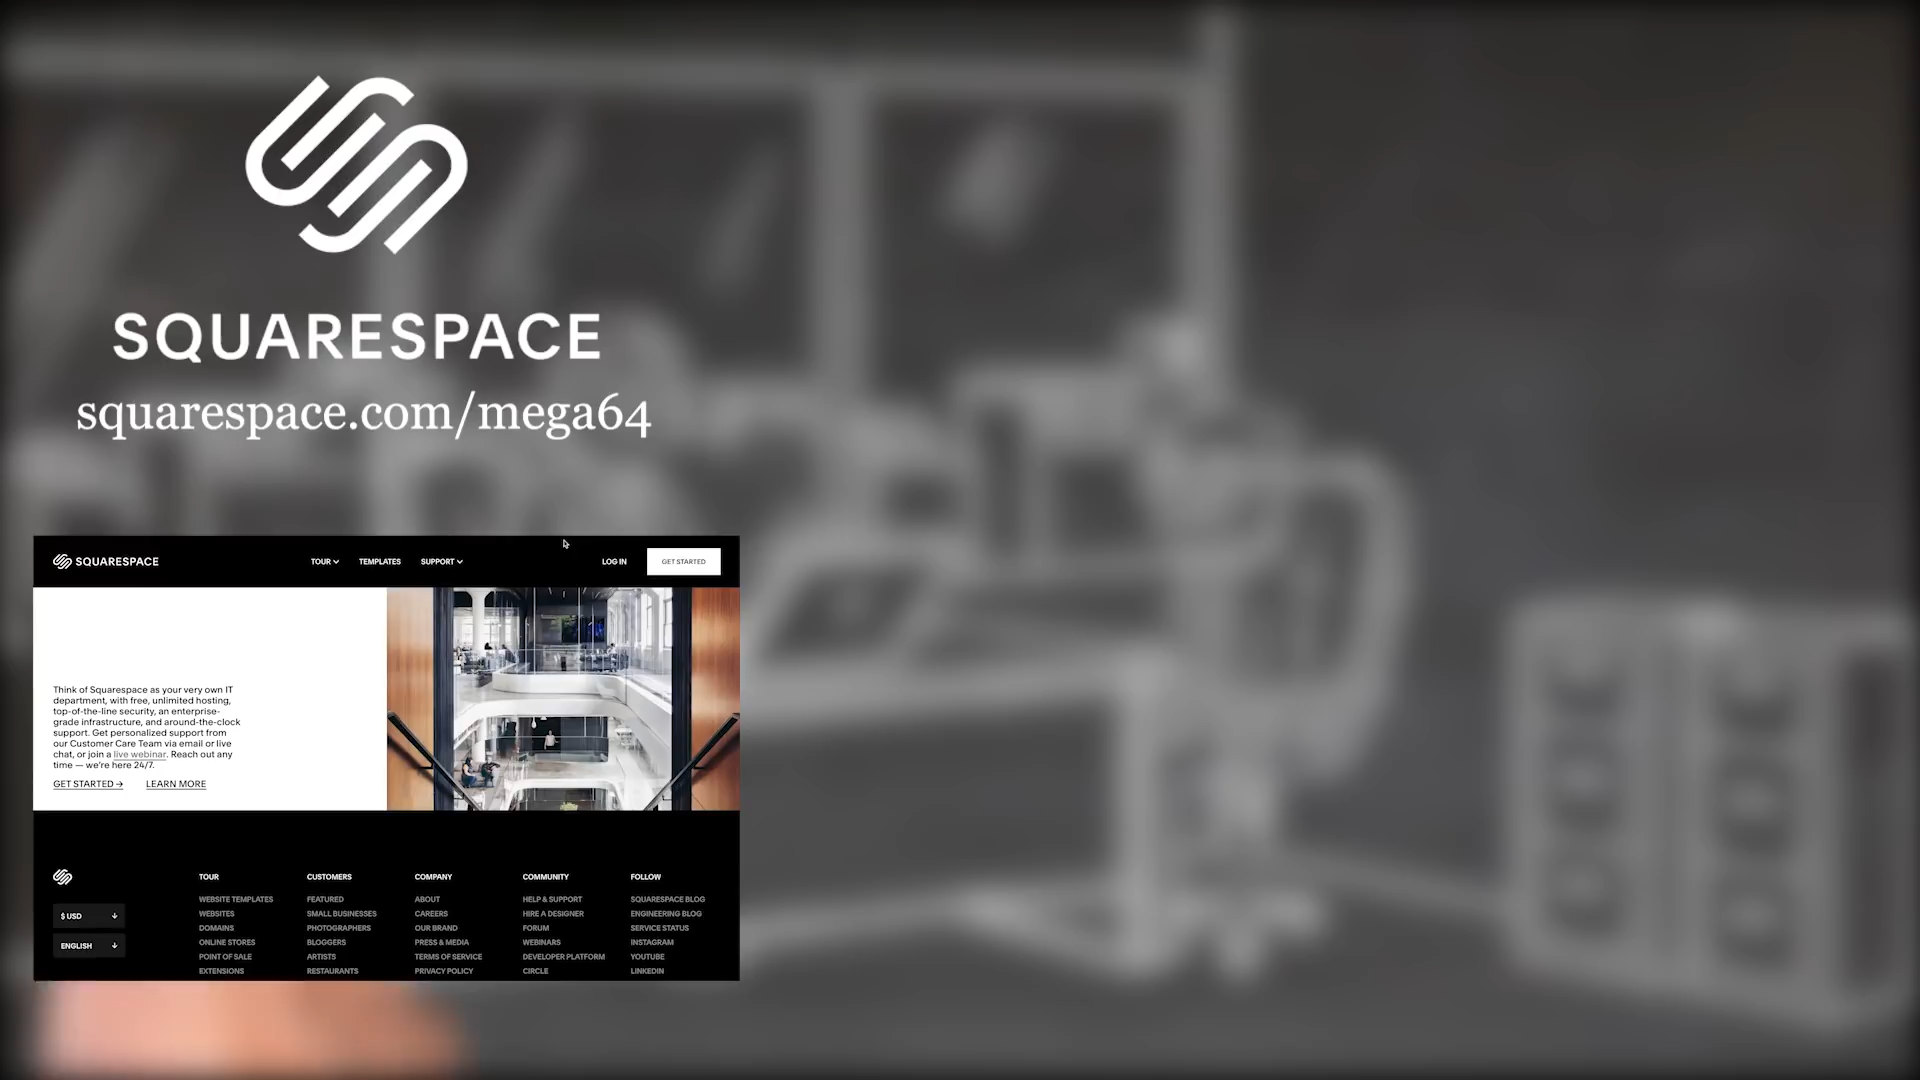 SQUARESPACE
squarespace.com/mega64
SQUARESPACE
TOUR
TEMPLATES
SUPPORT
LOG IN
GET STARTED
Think of Squarespace as your very own IT
department, with free, unlimited hosting,
top-of-the-line security, an enterprise-
grade infrastructure, and around-the-clock
support. Get personalized support from
our Customer Care Team via email or live
chat, or join a live webinar. Reach out any
time — we're here 24/7.
GET STARTED →
LEARN MORE
$ USD
ENGLISH
TOUR
WEBSITE TEMPLATES
WEBSITES
DOMAINS
ONLINE STORES
POINT OF SALE
EXTENSIONS
CUSTOMERS
FEATURED
SMALL BUSINESSES
PHOTOGRAPHERS
BLOGGERS
ARTISTS
RESTAURANTS
COMPANY
ABOUT
CAREERS
OUR BRAND
PRESS & MEDIA
TERMS OF SERVICE
PRIVACY POLICY
COMMUNITY
HELP & SUPPORT
HIRE A DESIGNER
FORUM
WEBINARS
DEVELOPER PLATFORM
CIRCLE
FOLLOW
SQUARESPACE BLOG
ENGINEERING BLOG
SERVICE STATUS
INSTAGRAM
YOUTUBE
LINKEDIN